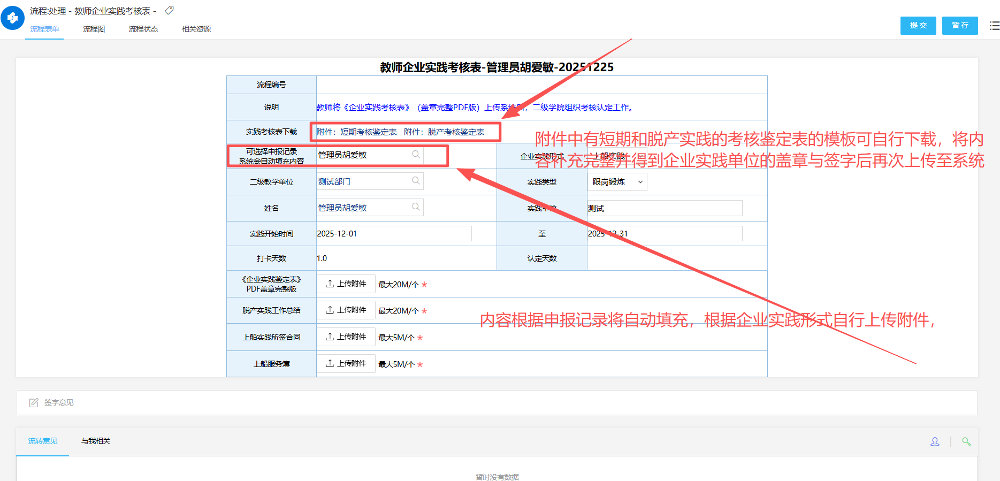 流程:处理 - 教师企业实践考核表 -
流程表单 流程图 流程状态 相关资源
提交 暂存
教师企业实践考核表-管理员胡爱敏-20251225
流程编号
说明 教师将《企业实践考核表》（盖章完整PDF版）上传系统后，二级学院组织考核认定工作。
实践考核表下载 附件：短期考核鉴定表 附件：脱产考核鉴定表
附件中有短期和脱产实践的考核鉴定表的模板可自行下载，将内
容补充完整并得到企业实践单位的盖章与签字后再次上传至系统
可选择申报记录
系统会自动填充内容 管理员胡爱敏 企业实践形式 上船实践
二级教学单位 测试部门 实践类型 跟岗锻炼
姓名 管理员胡爱敏 实践单位 测试
实践开始时间 2025-12-01 至 2025-12-31
打卡天数 1.0 认定天数
《企业实践鉴定表》
PDF盖章完整版 上传附件 最大20M/个 *
脱产实践工作总结 上传附件 最大20M/个 *
内容根据申报记录将自动填充，根据企业实践形式自行上传附件，
上船实践所签合同 上传附件 最大5M/个 *
上船服务簿 上传附件 最大5M/个 *
签字意见
流转意见 与我相关
暂时没有数据